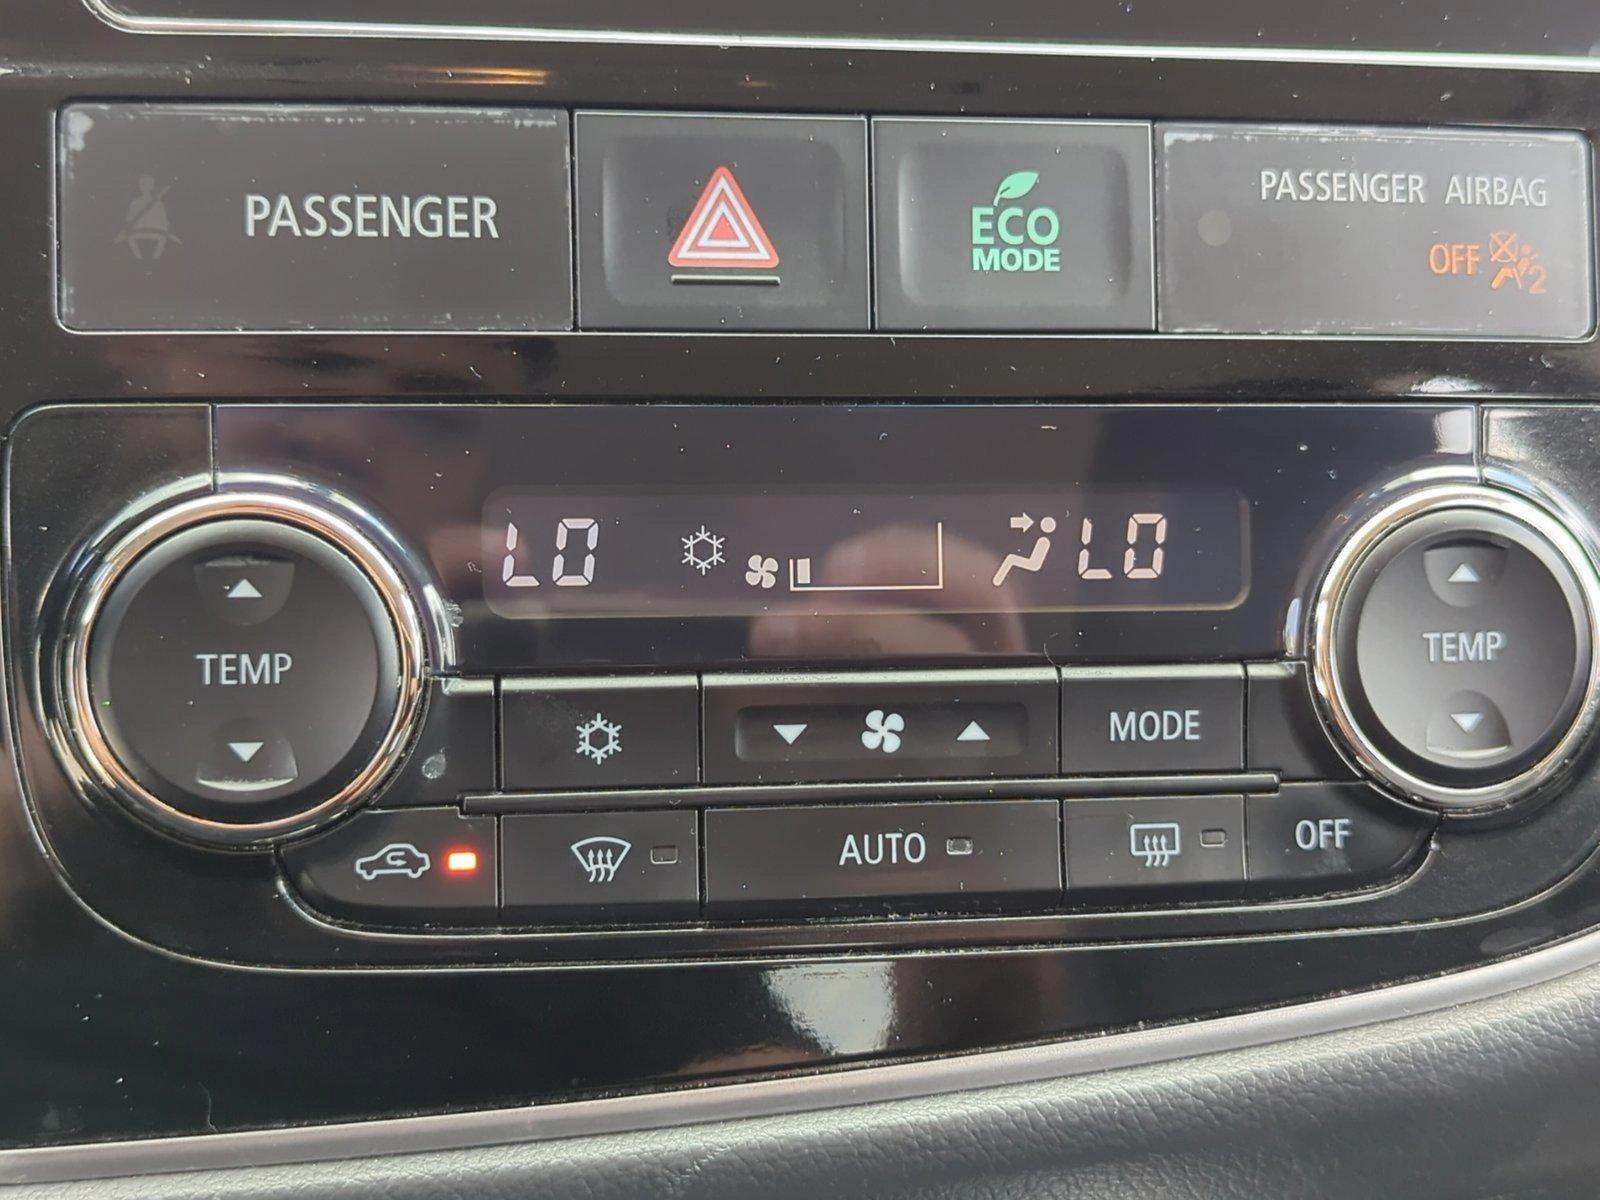 PASSENGER
ECO
MODE
PASSENGER AIRBAG
OFF 2
LO LO
TEMP
TEMP
MODE
AUTO
OFF